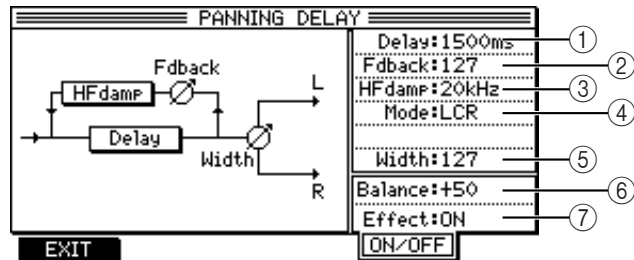 PANNING DELAY
Delay:1500ms ①
Fdback:127 ②
HFdamp:20kHz ③
Mode:LCR ④
Width:127 ⑤
Balance:+50 ⑥
Effect:ON ⑦
Fdback
HFdamp
Delay
Width
L
R
EXIT
ON/OFF